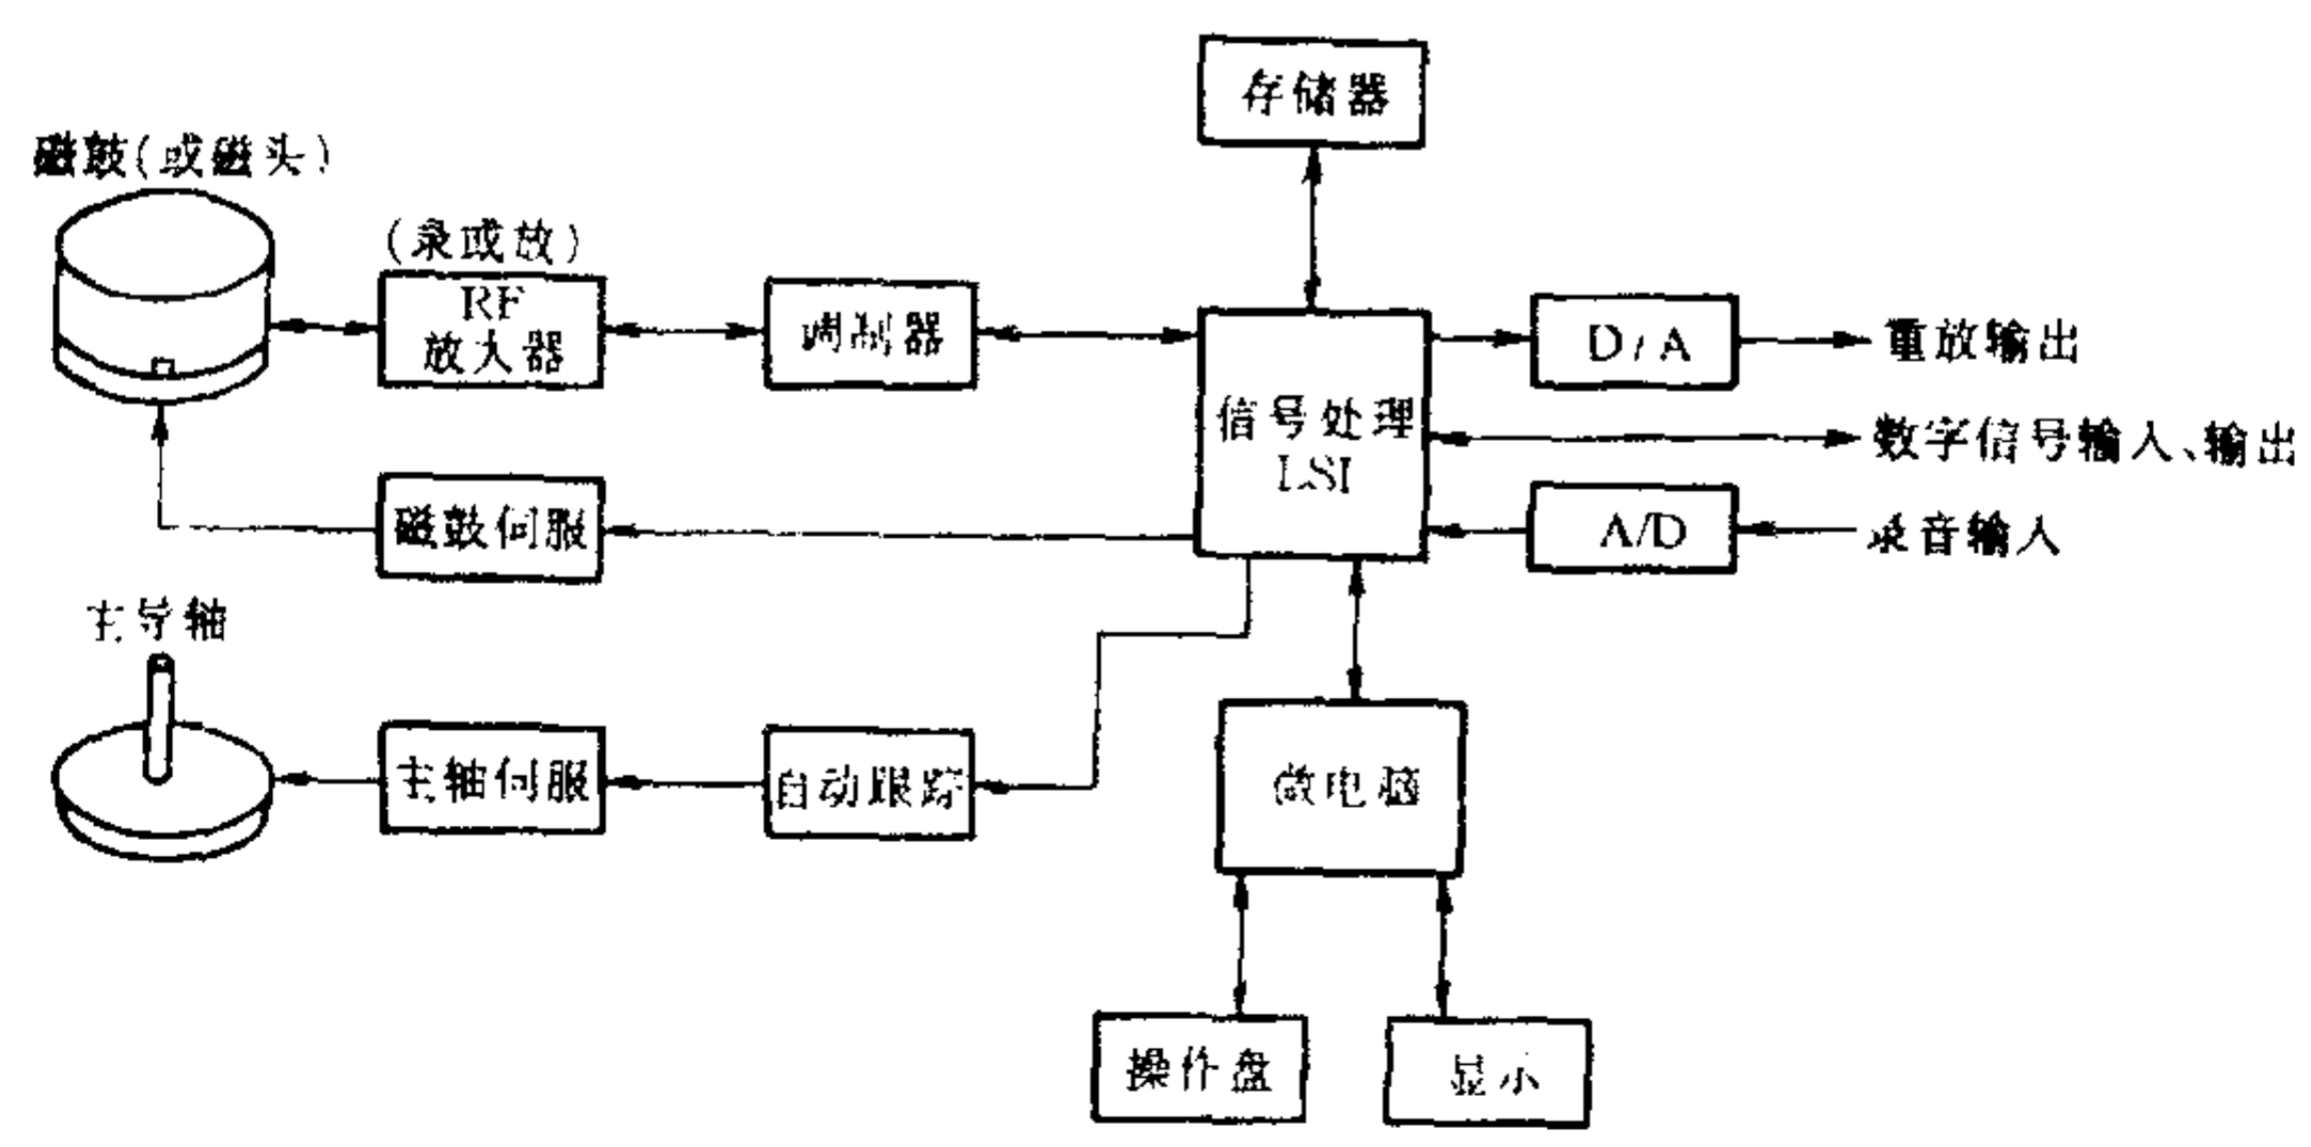 存储器
磁鼓(或磁头)
(录或放)
RF
放大器
调制器
D/A
重放输出
信号处理
LSI
数字信号输入、输出
磁鼓伺服
A/D
录音输入
主导轴
主轴伺服
自动跟踪
微电脑
操作盘
显示